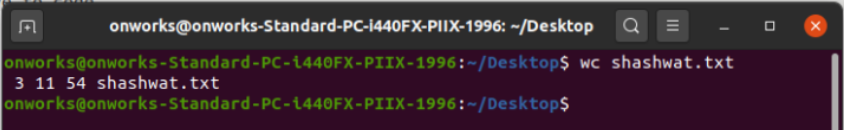 onworks@onworks-Standard-PC-i440FX-PIIX-1996: ~/Desktop
onworks@onworks-Standard-PC-i440FX-PIIX-1996:~/Desktop$ wc shashwat.txt
 3 11 54 shashwat.txt
onworks@onworks-Standard-PC-i440FX-PIIX-1996:~/Desktop$